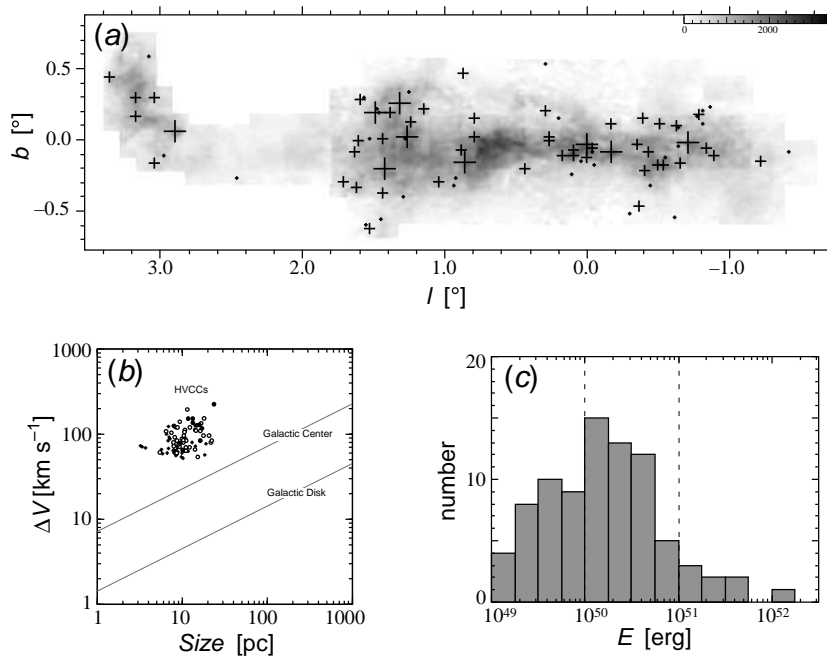 (a)
0 2000
0.5
0.0
−0.5
b [°]
3.0 2.0 1.0 0.0 -1.0
l [°]
(b)
1000
100
10
1
ΔV [km s−1]
HVCCs
Galactic Center
Galactic Disk
1 10 100 1000
Size [pc]
(c)
20
10
0
number
10^49 10^50 10^51 10^52
E [erg]